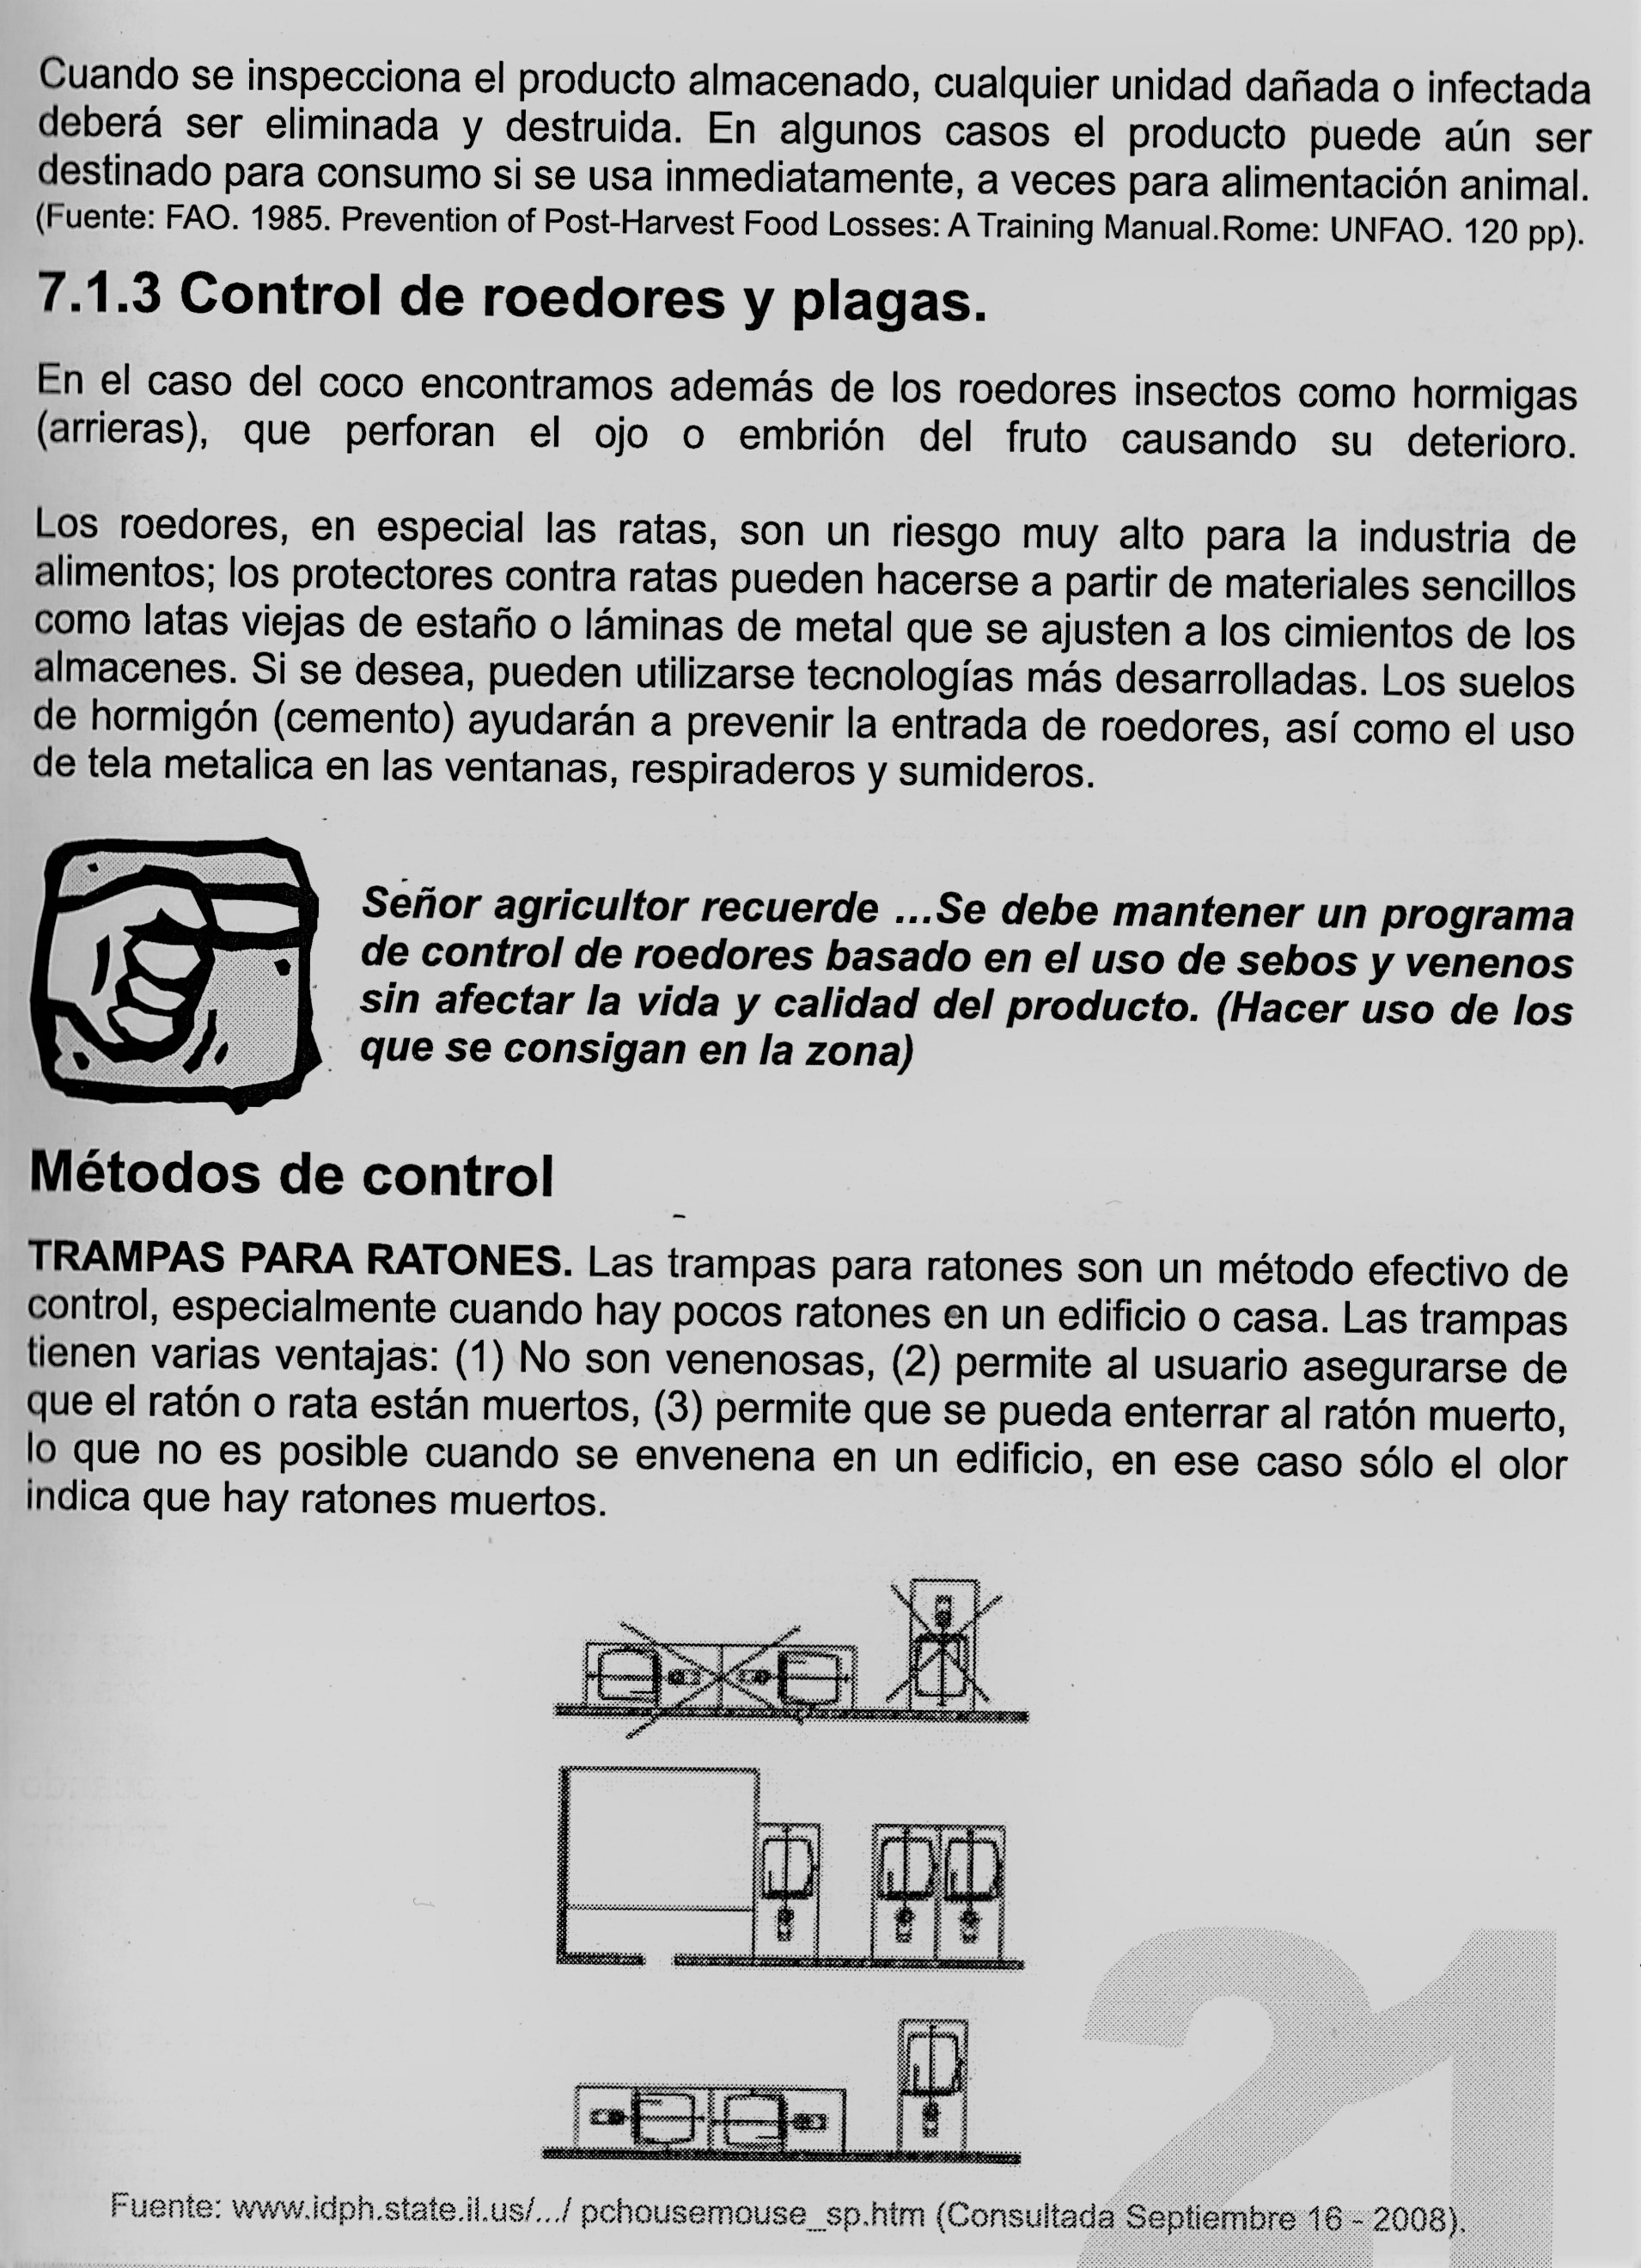 Cuando se inspecciona el producto almacenado, cualquier unidad dañada o infectada
deberá ser eliminada y destruida. En algunos casos el producto puede aún ser
destinado para consumo si se usa inmediatamente, a veces para alimentación animal.
(Fuente: FAO. 1985. Prevention of Post-Harvest Food Losses: A Training Manual.Rome: UNFAO. 120 pp).
7.1.3 Control de roedores y plagas.
En el caso del coco encontramos además de los roedores insectos como hormigas
(arrieras), que perforan el ojo o embrión del fruto causando su deterioro.
Los roedores, en especial las ratas, son un riesgo muy alto para la industria de
alimentos; los protectores contra ratas pueden hacerse a partir de materiales sencillos
como latas viejas de estaño o láminas de metal que se ajusten a los cimientos de los
almacenes. Si se desea, pueden utilizarse tecnologías más desarrolladas. Los suelos
de hormigón (cemento) ayudarán a prevenir la entrada de roedores, así como el uso
de tela metalica en las ventanas, respiraderos y sumideros.
Señor agricultor recuerde ...Se debe mantener un programa
de control de roedores basado en el uso de sebos y venenos
sin afectar la vida y calidad del producto. (Hacer uso de los
que se consigan en la zona)
Métodos de control
TRAMPAS PARA RATONES. Las trampas para ratones son un método efectivo de
control, especialmente cuando hay pocos ratones en un edificio o casa. Las trampas
tienen varias ventajas: (1) No son venenosas, (2) permite al usuario asegurarse de
que el ratón o rata están muertos, (3) permite que se pueda enterrar al ratón muerto,
lo que no es posible cuando se envenena en un edificio, en ese caso sólo el olor
indica que hay ratones muertos.
Fuente: www.idph.state.il.us/.../ pchousemouse_sp.htm (Consultada Septiembre 16 - 2008).
21